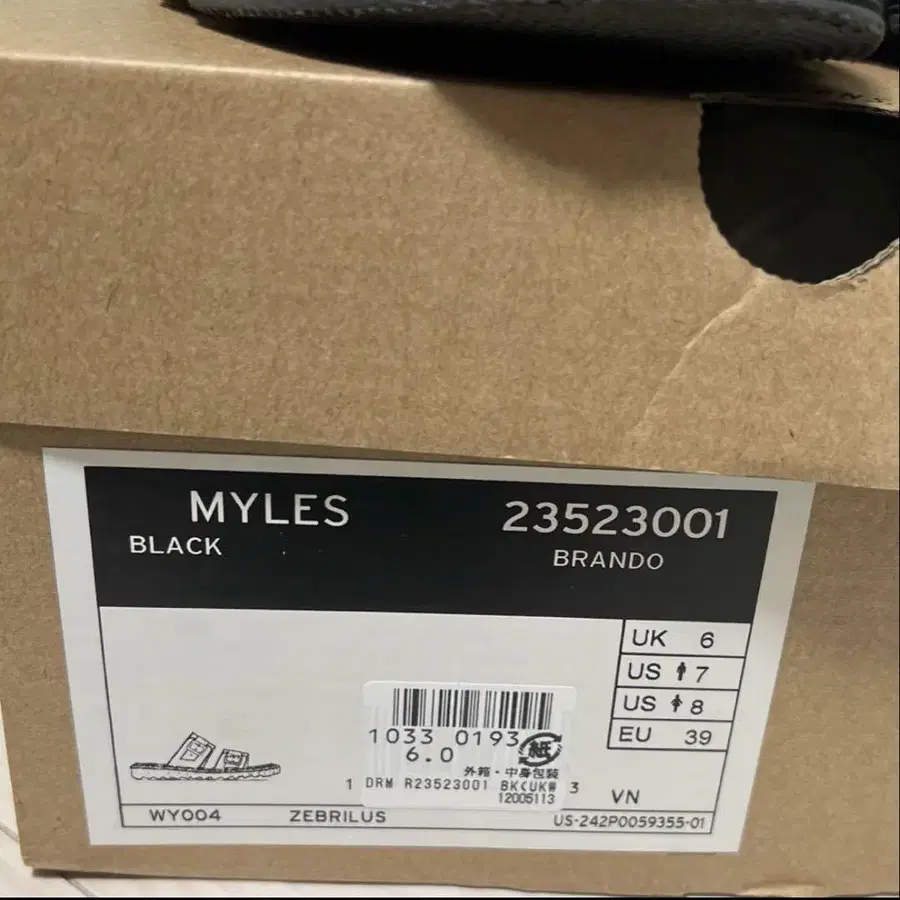 MYLES 23523001
BLACK BRANDO
UK 6
US 7
US 8
EU 39
1033 0193
6.0
紙
外箱・中身包装
1 DRM R23523001 BK(UK 3
12005113
VN
WY004 ZEBRILUS US-242P0059355-01